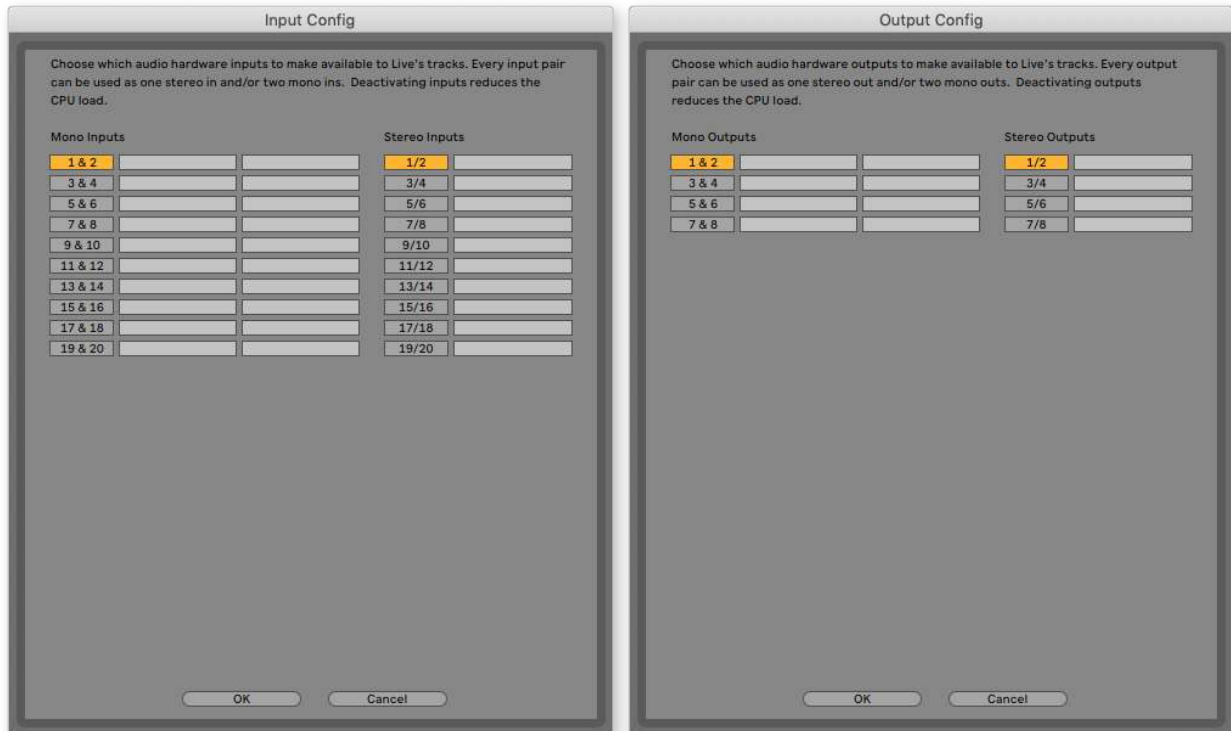 Input Config
Choose which audio hardware inputs to make available to Live's tracks. Every input pair
can be used as one stereo in and/or two mono ins.  Deactivating inputs reduces the
CPU load.
Mono Inputs
Stereo Inputs
1 & 2
1/2
3 & 4
3/4
5 & 6
5/6
7 & 8
7/8
9 & 10
9/10
11 & 12
11/12
13 & 14
13/14
15 & 16
15/16
17 & 18
17/18
19 & 20
19/20
OK
Cancel
Output Config
Choose which audio hardware outputs to make available to Live's tracks. Every output
pair can be used as one stereo out and/or two mono outs.  Deactivating outputs
reduces the CPU load.
Mono Outputs
Stereo Outputs
1 & 2
1/2
3 & 4
3/4
5 & 6
5/6
7 & 8
7/8
OK
Cancel